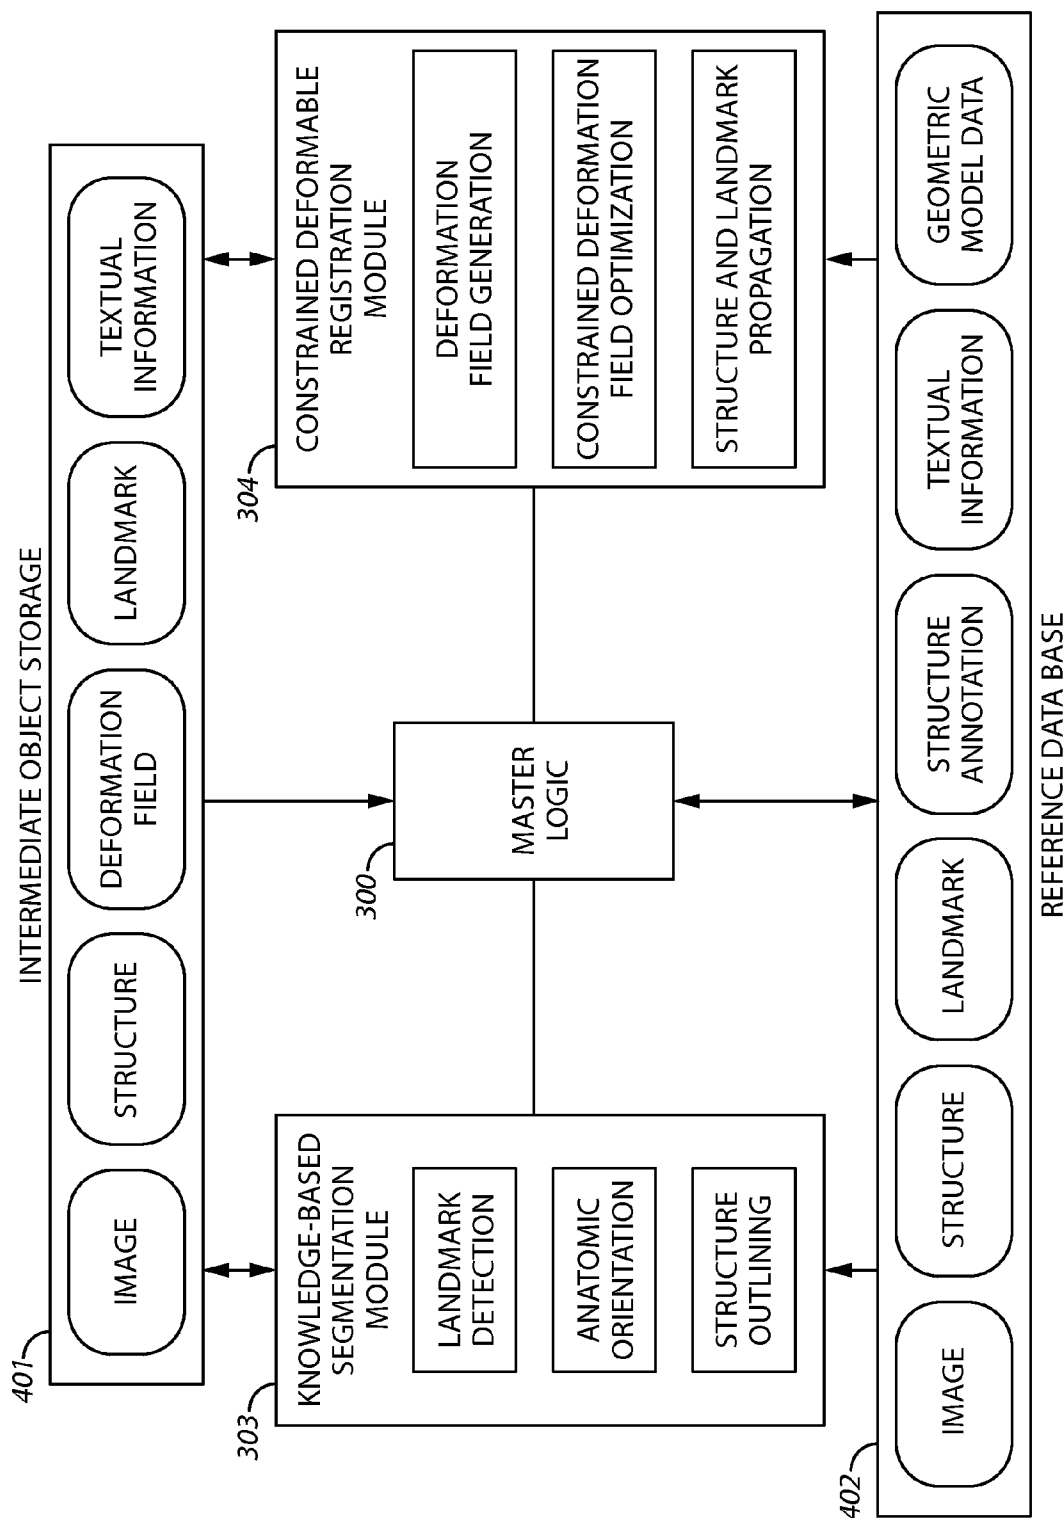 INTERMEDIATE OBJECT STORAGE
401
IMAGE
STRUCTURE
DEFORMATION
FIELD
LANDMARK
TEXTUAL
INFORMATION
303
KNOWLEDGE-BASED
SEGMENTATION
MODULE
LANDMARK
DETECTION
ANATOMIC
ORIENTATION
STRUCTURE
OUTLINING
300
MASTER
LOGIC
304
CONSTRAINED DEFORMABLE
REGISTRATION
MODULE
DEFORMATION
FIELD GENERATION
CONSTRAINED DEFORMATION
FIELD OPTIMIZATION
STRUCTURE AND LANDMARK
PROPAGATION
402
IMAGE
STRUCTURE
LANDMARK
STRUCTURE
ANNOTATION
TEXTUAL
INFORMATION
GEOMETRIC
MODEL DATA
REFERENCE DATA BASE